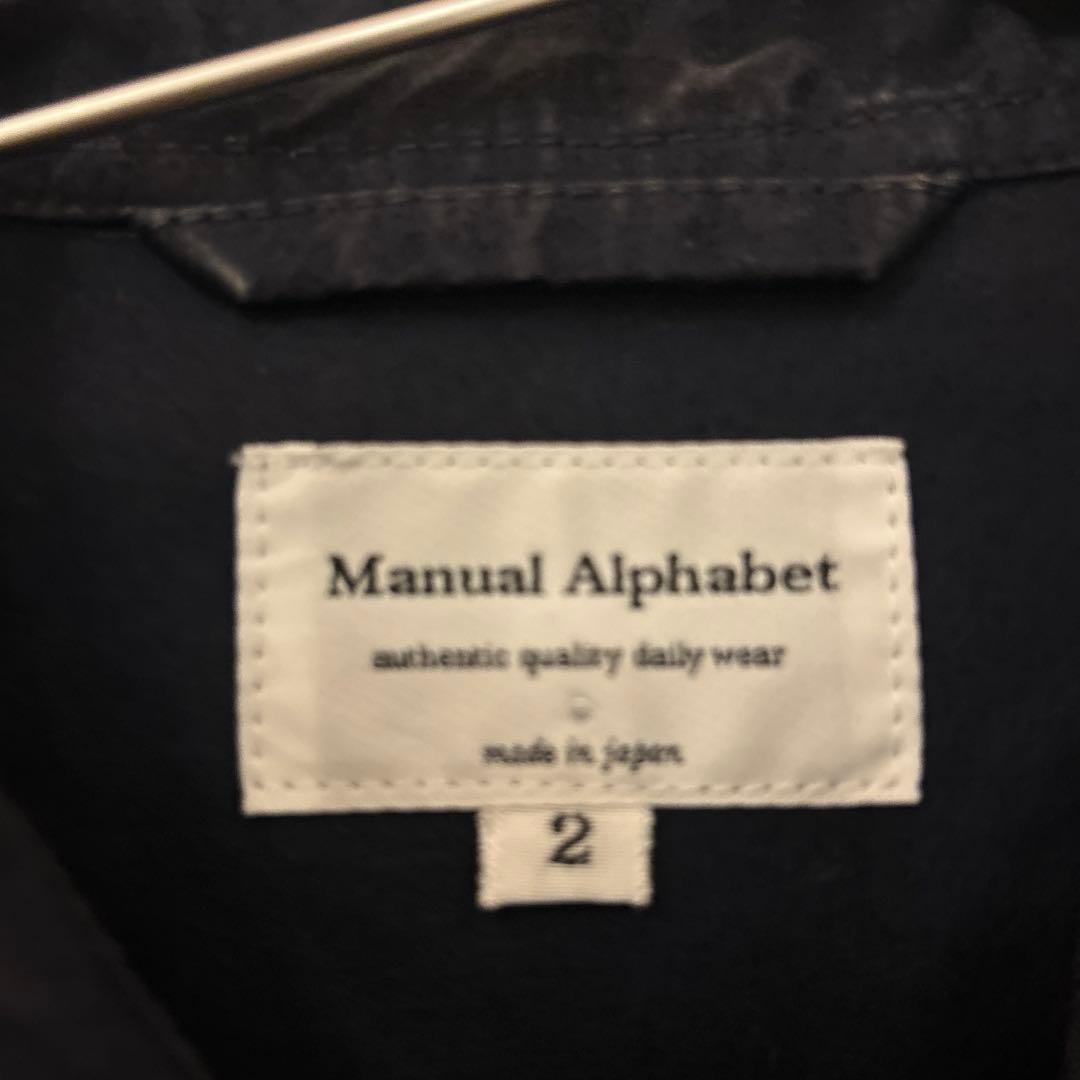 Manual Alphabet
authentic quality daily wear
made in japan
2